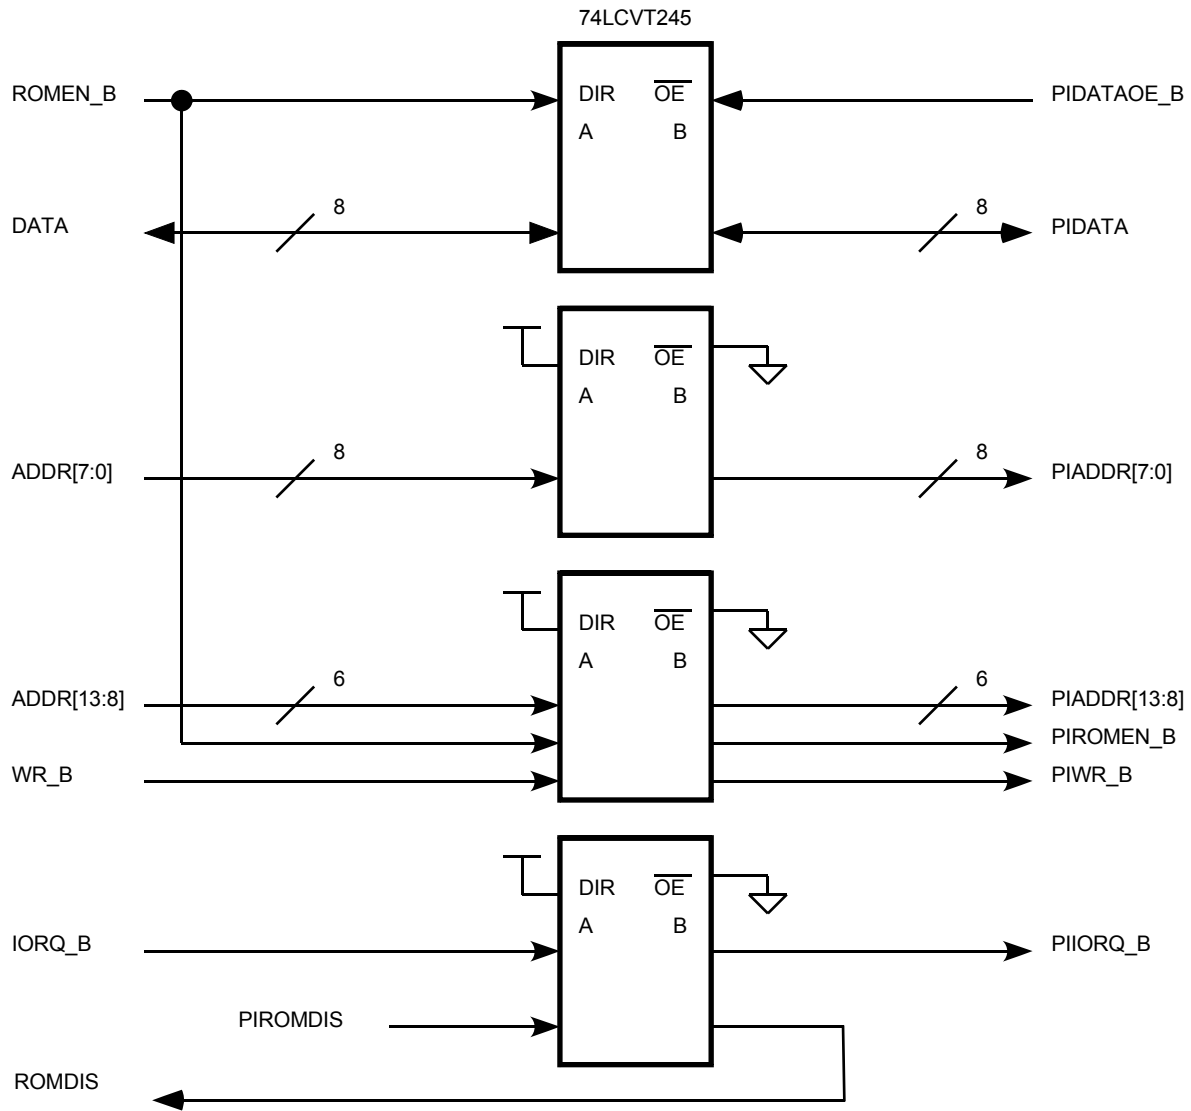 74LCVT245
ROMEN_B DIR OE PIDATAOE_B
A B
DATA 8 8 PIDATA
DIR OE
A B
ADDR[7:0] 8 8 PIADDR[7:0]
DIR OE
A B
ADDR[13:8] 6 6 PIADDR[13:8]
PIROMEN_B
WR_B PIWR_B
DIR OE
A B
IORQ_B PIIORQ_B
PIROMDIS
ROMDIS